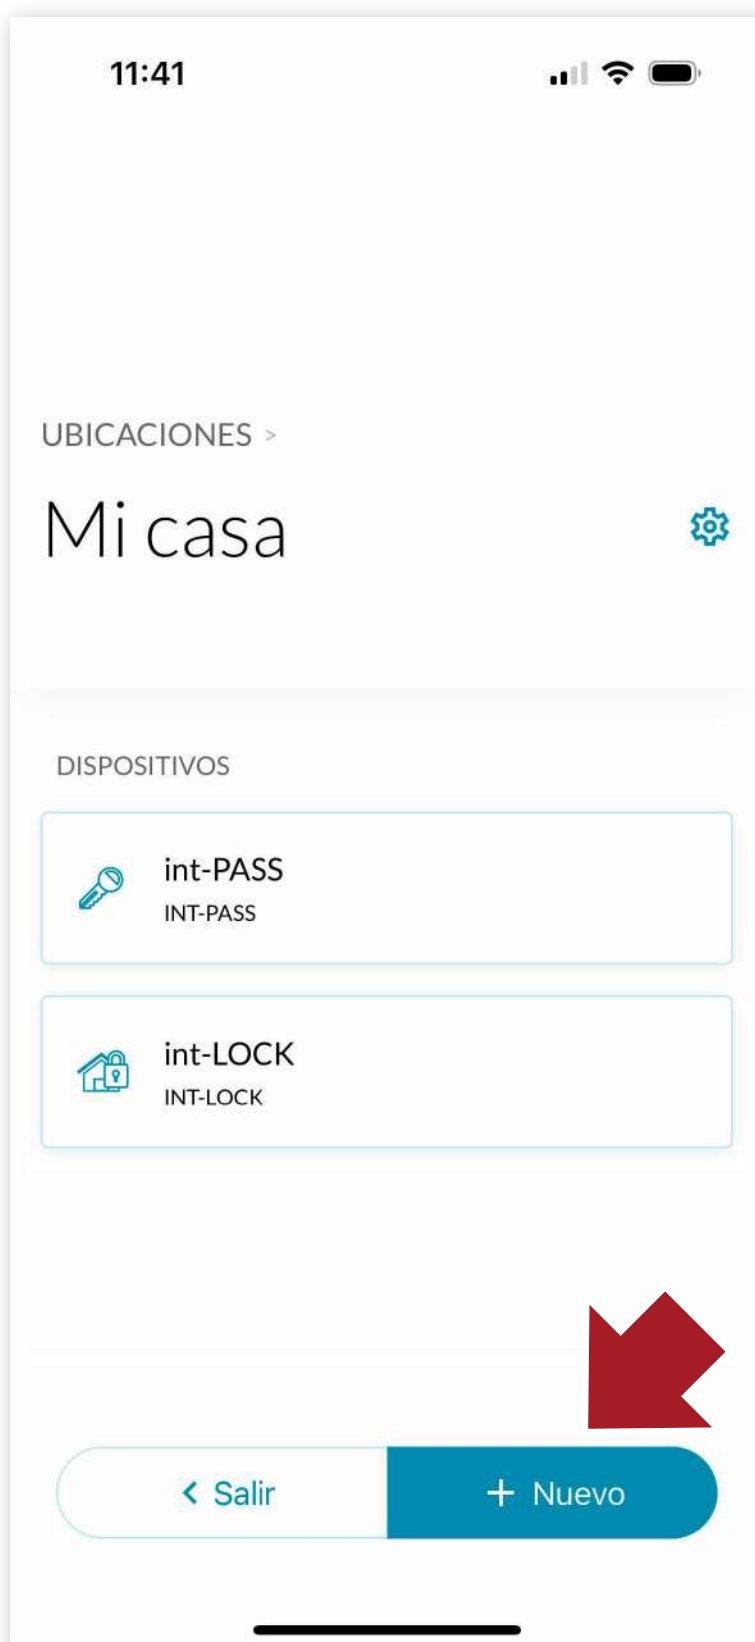 11:41
UBICACIONES >
Mi casa
DISPOSITIVOS
int-PASS
INT-PASS
int-LOCK
INT-LOCK
< Salir
+ Nuevo